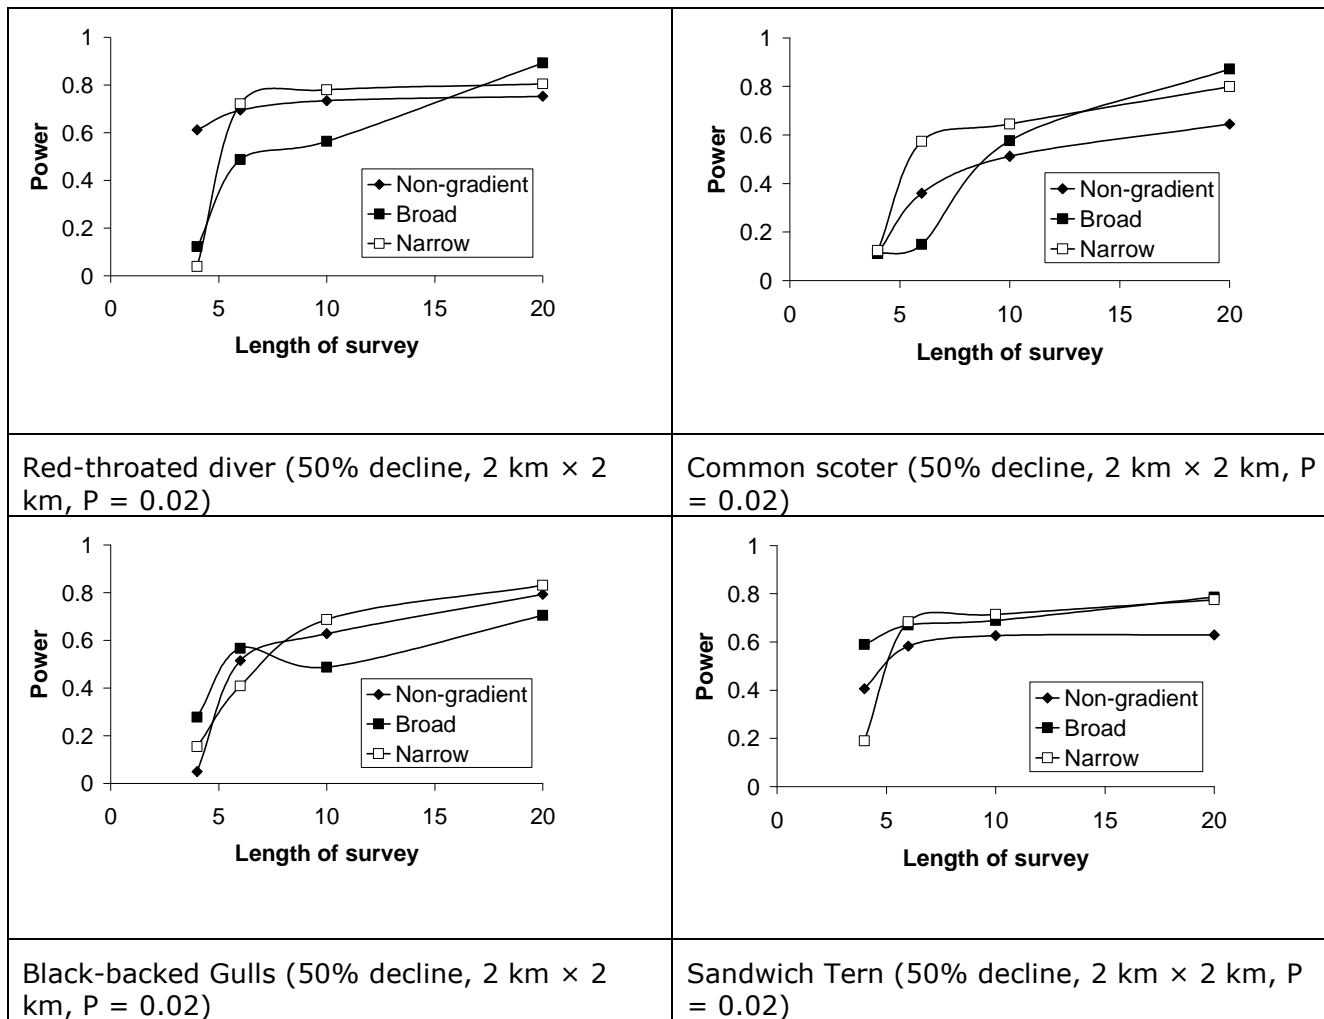 1
0.8
0.6
0.4
0.2
0
Power
Non-gradient
Broad
Narrow
0 5 10 15 20
Length of survey
1
0.8
0.6
0.4
0.2
0
Power
Non-gradient
Broad
Narrow
0 5 10 15 20
Length of survey
Red-throated diver (50% decline, 2 km × 2
km, P = 0.02)
Common scoter (50% decline, 2 km × 2 km, P
= 0.02)
1
0.8
0.6
0.4
0.2
0
Power
Non-gradient
Broad
Narrow
0 5 10 15 20
Length of survey
1
0.8
0.6
0.4
0.2
0
Power
Non-gradient
Broad
Narrow
0 5 10 15 20
Length of survey
Black-backed Gulls (50% decline, 2 km × 2
km, P = 0.02)
Sandwich Tern (50% decline, 2 km × 2 km, P
= 0.02)